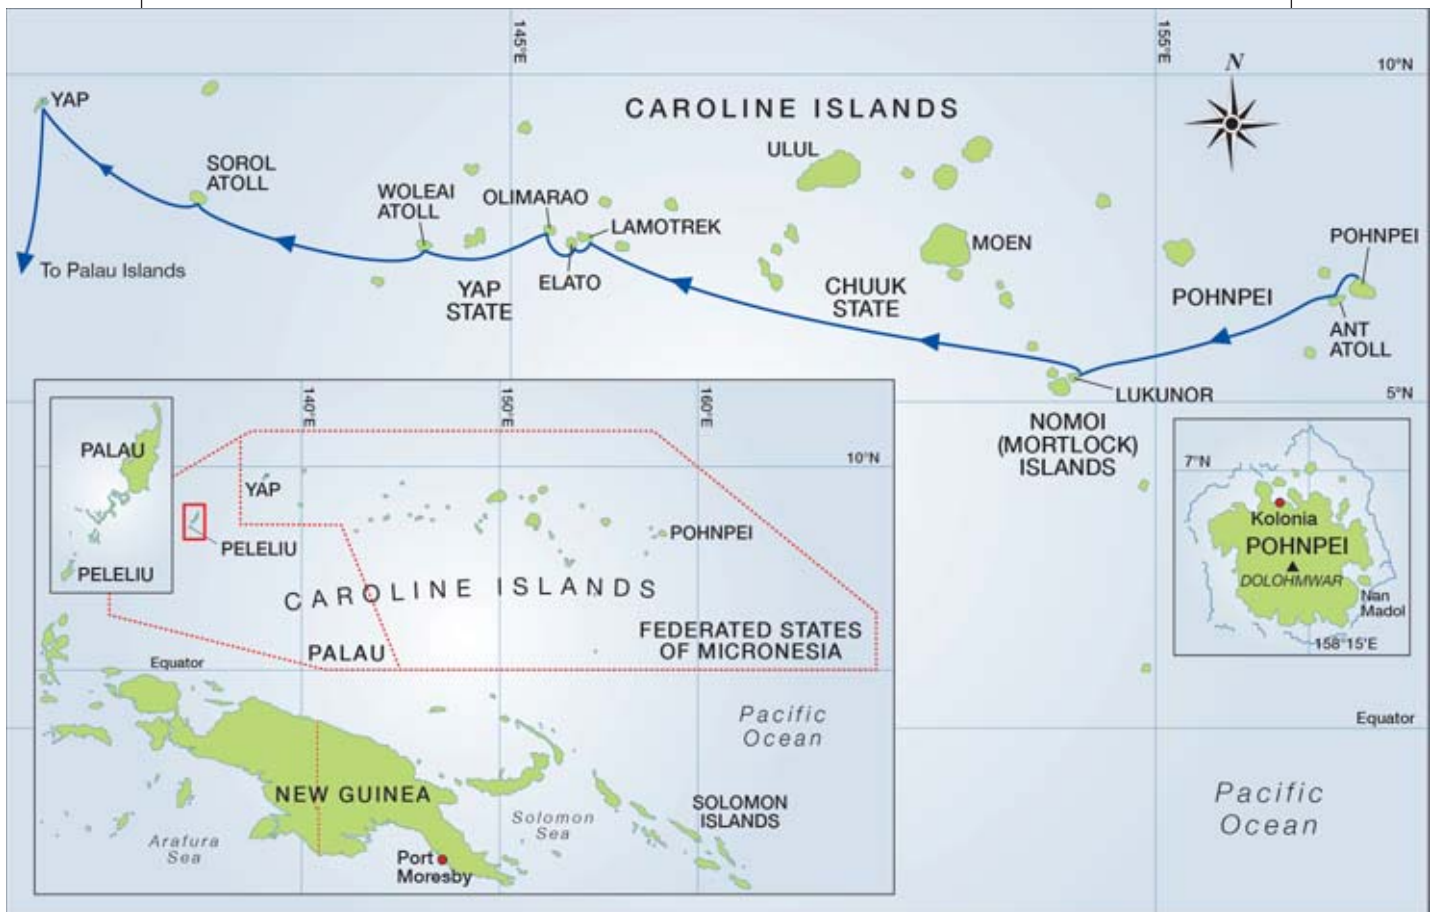 145°E
155°E
N
10°N
CAROLINE ISLANDS
YAP
ULUL
SOROL
ATOLL
WOLEAI
ATOLL
OLIMARAO
LAMOTREK
MOEN
POHNPEI
To Palau Islands
ELATO
YAP
STATE
CHUUK
STATE
POHNPEI
ANT
ATOLL
LUKUNOR
5°N
NOMOI
(MORTLOCK)
ISLANDS
140°E
150°E
160°E
10°N
PALAU
PELELIU
YAP
PELELIU
POHNPEI
CAROLINE ISLANDS
FEDERATED STATES
OF MICRONESIA
PALAU
Equator
Pacific
Ocean
NEW GUINEA
SOLOMON
ISLANDS
Solomon
Sea
Arafura
Sea
Port
Moresby
7°N
Kolonia
POHNPEI
DOLOHMWAR
Nan
Madol
158°15'E
Equator
Pacific
Ocean